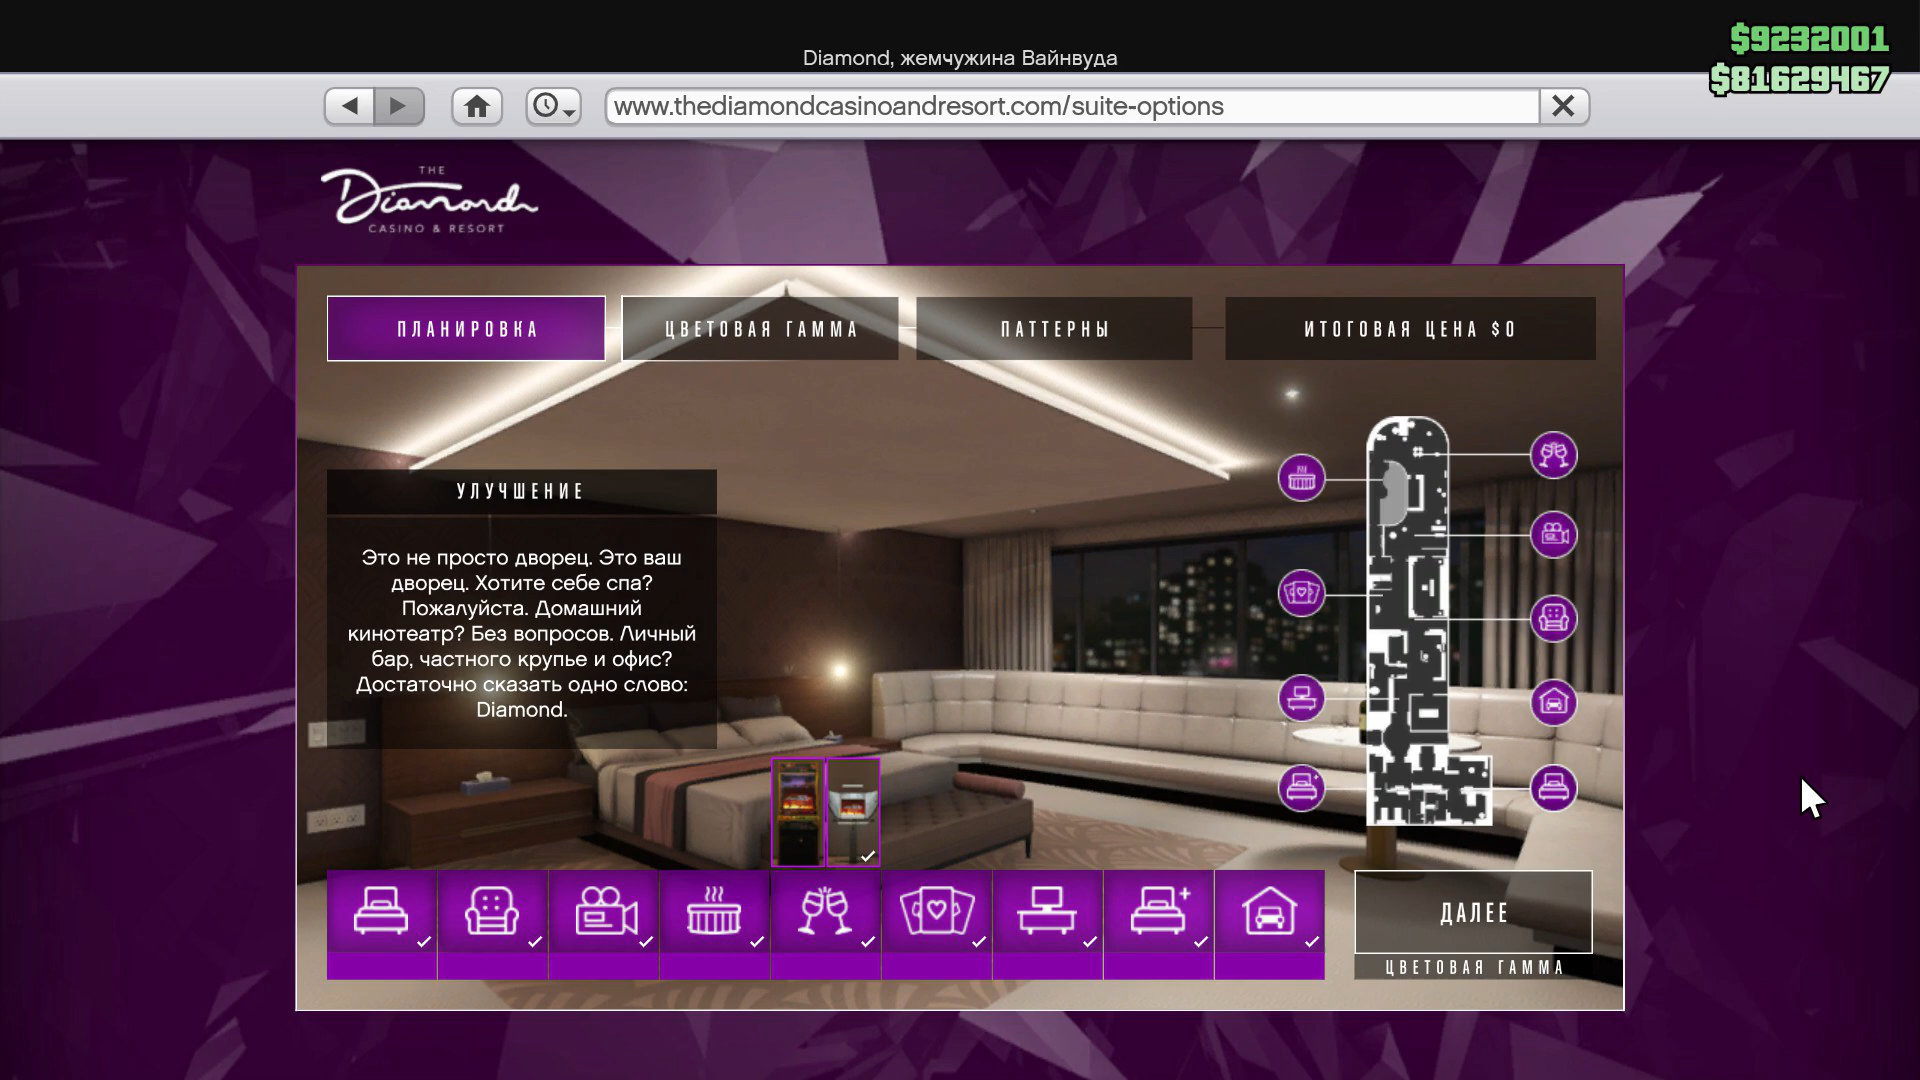 $9232001
Diamond, жемчужина Вайнвуда
$81629467
www.thediamondcasinoandresort.com/suite-options
THE
Diamond
CASINO & RESORT
ПЛАНИРОВКА
ЦВЕТОВАЯ ГАММА
ПАТТЕРНЫ
ИТОГОВАЯ ЦЕНА $0
УЛУЧШЕНИЕ
Это не просто дворец. Это ваш
дворец. Хотите себе спа?
Пожалуйста. Домашний
кинотеатр? Без вопросов. Личный
бар, частного крупье и офис?
Достаточно сказать одно слово:
Diamond.
ДАЛЕЕ
ЦВЕТОВАЯ ГАММА